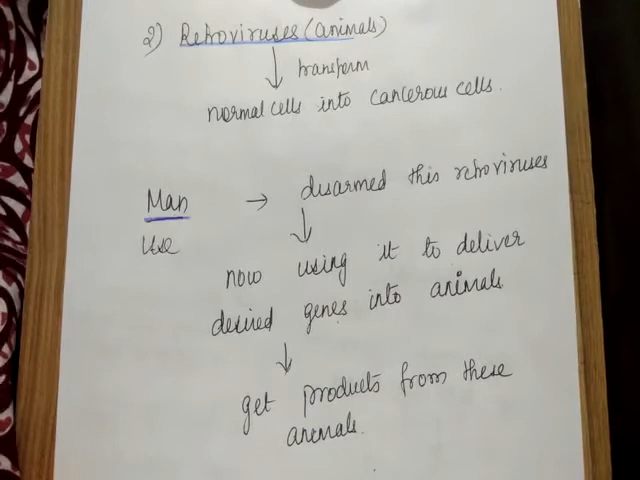 2) Retroviruses (animals)
↓ transform
normal cells into cancerous cells.
Man → disarmed this retroviruses
Use ↓
now using it to deliver
desired genes into animals
↓
get products from these
animals.